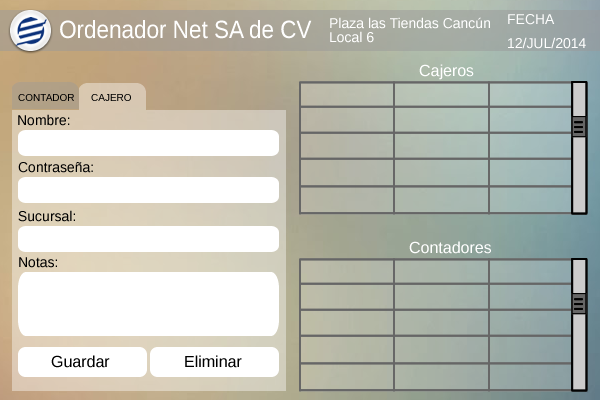 Ordenador Net SA de CV
Plaza las Tiendas Cancún
Local 6
FECHA
12/JUL/2014
CONTADOR
CAJERO
Nombre:
Contraseña:
Sucursal:
Notas:
Guardar
Eliminar
Cajeros
Contadores